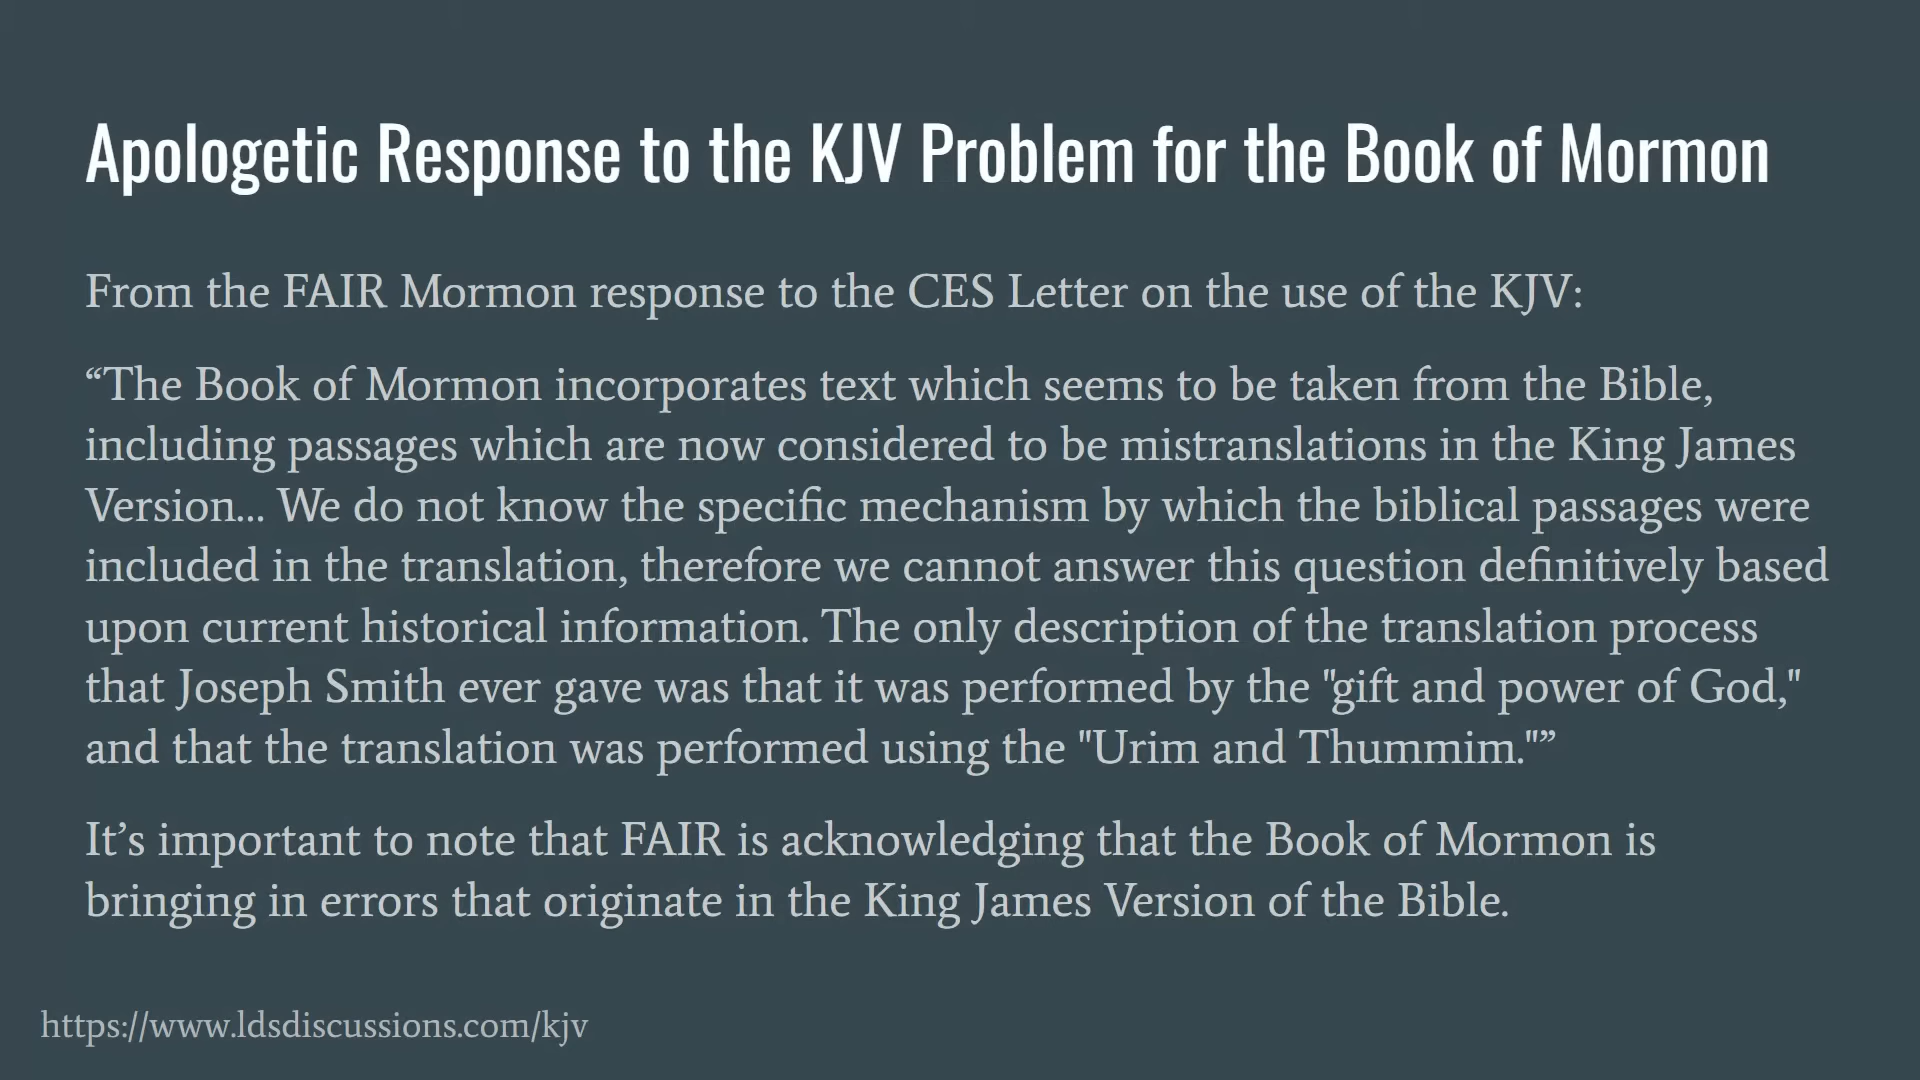 Apologetic Response to the KJV Problem for the Book of Mormon
From the FAIR Mormon response to the CES Letter on the use of the KJV:
“The Book of Mormon incorporates text which seems to be taken from the Bible,
including passages which are now considered to be mistranslations in the King James
Version... We do not know the specific mechanism by which the biblical passages were
included in the translation, therefore we cannot answer this question definitively based
upon current historical information. The only description of the translation process
that Joseph Smith ever gave was that it was performed by the "gift and power of God,"
and that the translation was performed using the "Urim and Thummim."”
It’s important to note that FAIR is acknowledging that the Book of Mormon is
bringing in errors that originate in the King James Version of the Bible.
https://www.ldsdiscussions.com/kjv